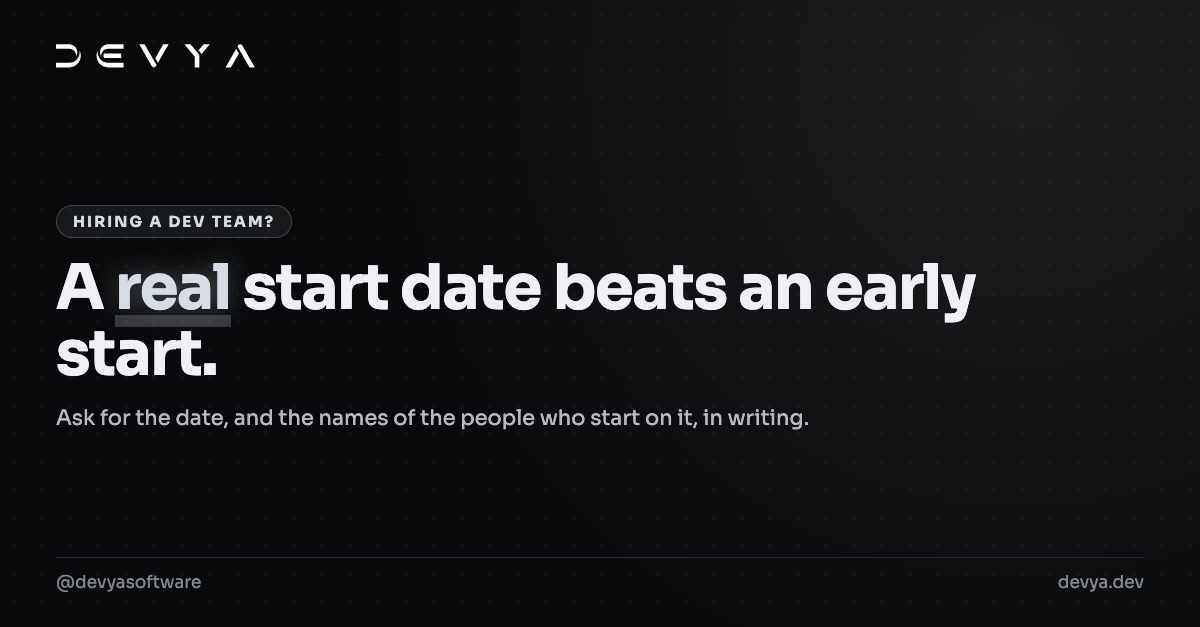 DEVYA
HIRING A DEV TEAM?
A real start date beats an early
start.
Ask for the date, and the names of the people who start on it, in writing.
@devyasoftware
devya.dev